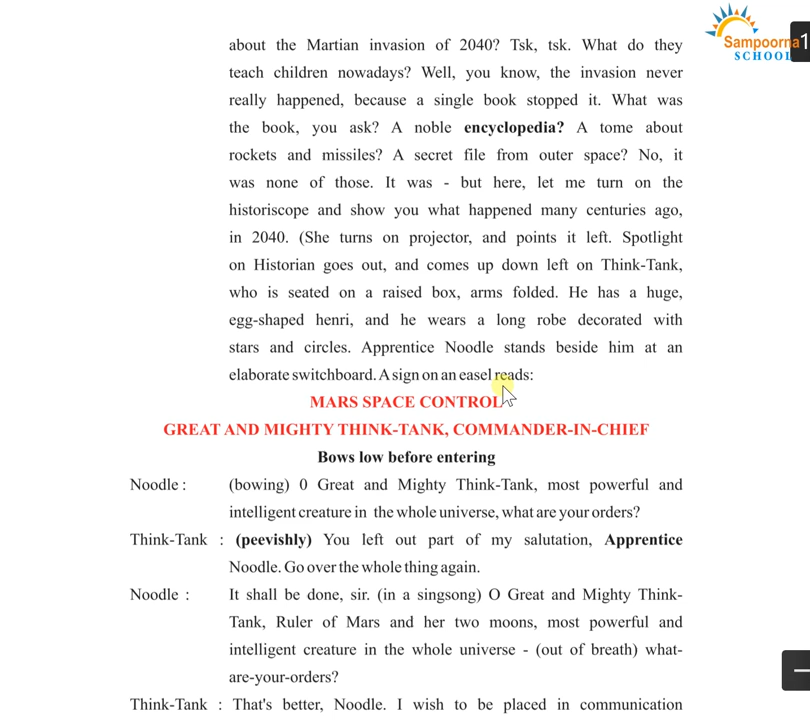 Sampoorna
SCHOOL
1
about the Martian invasion of 2040? Tsk, tsk. What do they
teach children nowadays? Well, you know, the invasion never
really happened, because a single book stopped it. What was
the book, you ask? A noble encyclopedia? A tome about
rockets and missiles? A secret file from outer space? No, it
was none of those. It was - but here, let me turn on the
historiscope and show you what happened many centuries ago,
in 2040. (She turns on projector, and points it left. Spotlight
on Historian goes out, and comes up down left on Think-Tank,
who is seated on a raised box, arms folded. He has a huge,
egg-shaped henri, and he wears a long robe decorated with
stars and circles. Apprentice Noodle stands beside him at an
elaborate switchboard. A sign on an easel reads:
MARS SPACE CONTROL
GREAT AND MIGHTY THINK-TANK, COMMANDER-IN-CHIEF
Bows low before entering
Noodle : (bowing) 0 Great and Mighty Think-Tank, most powerful and
intelligent creature in the whole universe, what are your orders?
Think-Tank : (peevishly) You left out part of my salutation, Apprentice
Noodle. Go over the whole thing again.
Noodle : It shall be done, sir. (in a singsong) O Great and Mighty Think-
Tank, Ruler of Mars and her two moons, most powerful and
intelligent creature in the whole universe - (out of breath) what-
are-your-orders?
Think-Tank : That's better, Noodle. I wish to be placed in communication